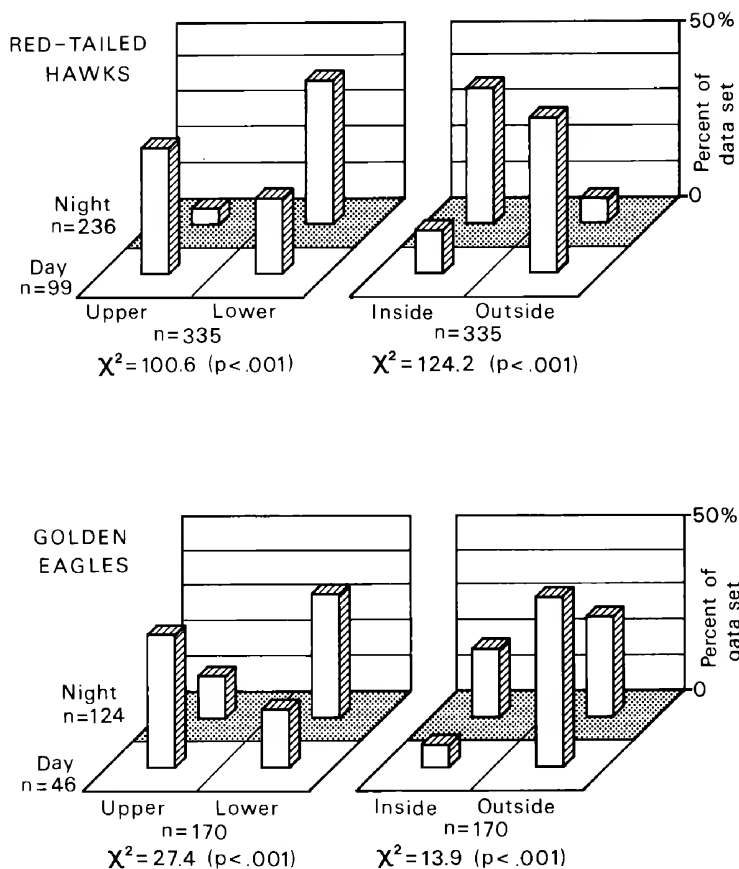 RED-TAILED
HAWKS
50%
Percent of
data set
0
Night
n=236
Day
n=99
Upper Lower
n=335
χ²=100.6 (p<.001)
Inside Outside
n=335
χ²=124.2 (p<.001)
GOLDEN
EAGLES
50%
Percent of
data set
0
Night
n=124
Day
n=46
Upper Lower
n=170
χ²=27.4 (p<.001)
Inside Outside
n=170
χ²=13.9 (p<.001)